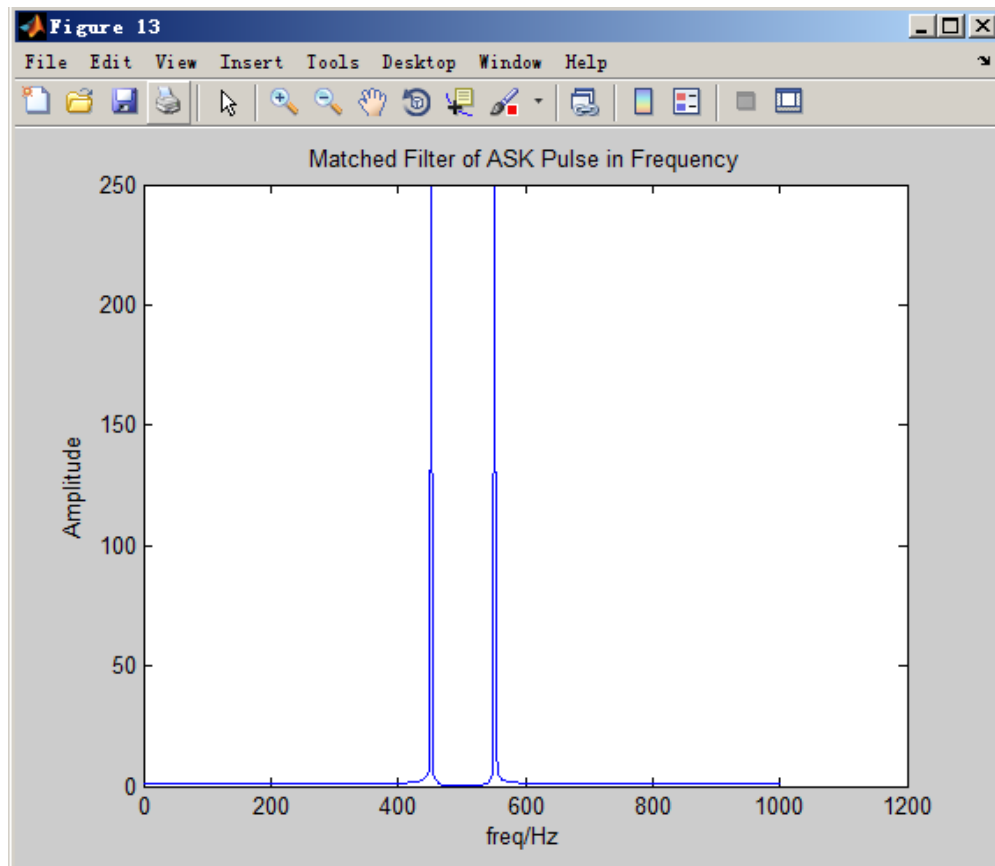 Figure 13
File Edit View Insert Tools Desktop Window Help
Matched Filter of ASK Pulse in Frequency
250
200
150
100
50
0
Amplitude
0 200 400 600 800 1000 1200
freq/Hz